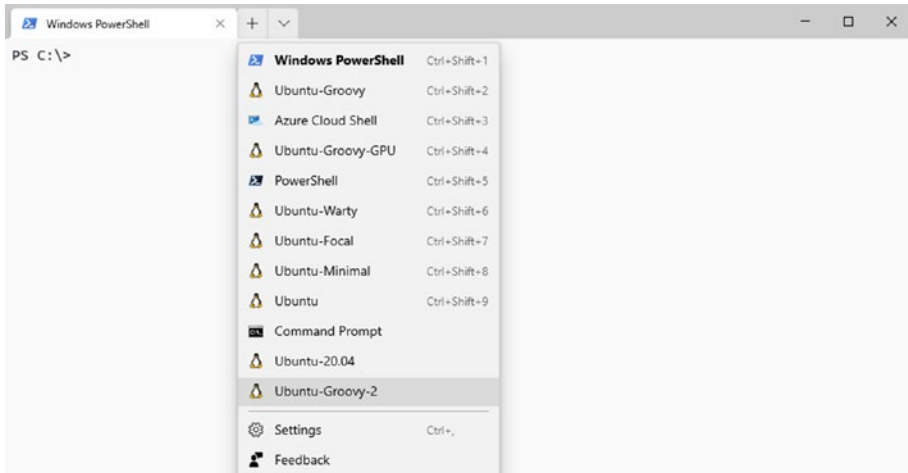 Windows PowerShell
PS C:\>
Windows PowerShell Ctrl+Shift+1
Ubuntu-Groovy Ctrl+Shift+2
Azure Cloud Shell Ctrl+Shift+3
Ubuntu-Groovy-GPU Ctrl+Shift+4
PowerShell Ctrl+Shift+5
Ubuntu-Warty Ctrl+Shift+6
Ubuntu-Focal Ctrl+Shift+7
Ubuntu-Minimal Ctrl+Shift+8
Ubuntu Ctrl+Shift+9
Command Prompt
Ubuntu-20.04
Ubuntu-Groovy-2
Settings Ctrl+,
Feedback